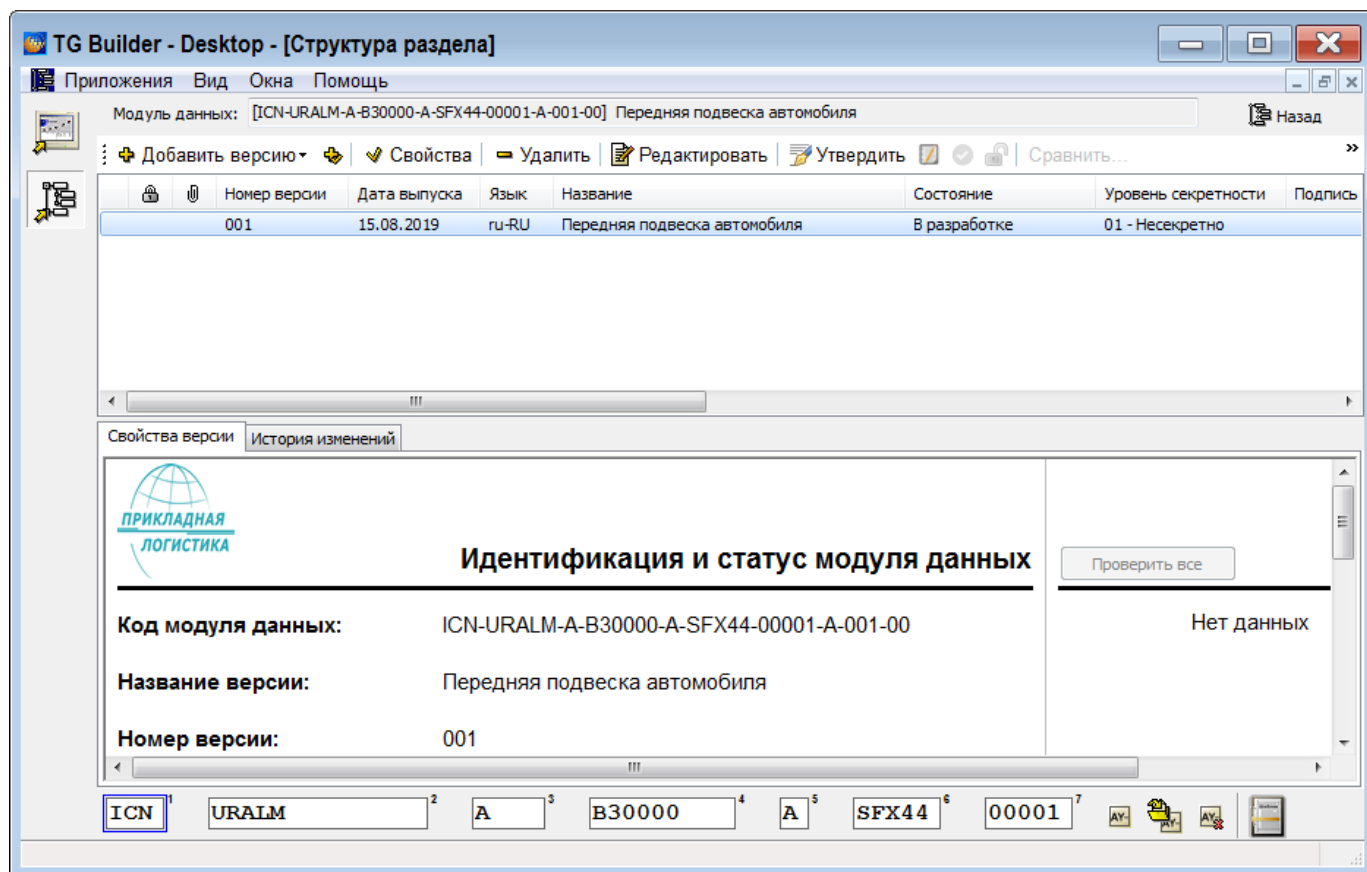 TG Builder - Desktop - [Структура раздела]
Приложения Вид Окна Помощь
Модуль данных: [ICN-URALM-A-B30000-A-SFX44-00001-A-001-00] Передняя подвеска автомобиля Назад
Добавить версию Свойства Удалить Редактировать Утвердить Сравнить... »
Номер версии Дата выпуска Язык Название Состояние Уровень секретности Подпись
001 15.08.2019 ru-RU Передняя подвеска автомобиля В разработке 01 - Несекретно
Свойства версии История изменений
ПРИКЛАДНАЯ
ЛОГИСТИКА
Идентификация и статус модуля данных Проверить все
Код модуля данных: ICN-URALM-A-B30000-A-SFX44-00001-A-001-00 Нет данных
Название версии: Передняя подвеска автомобиля
Номер версии: 001
ICN 1 URALM 2 A 3 B30000 4 A 5 SFX44 6 00001 7 AY- AY- AY-